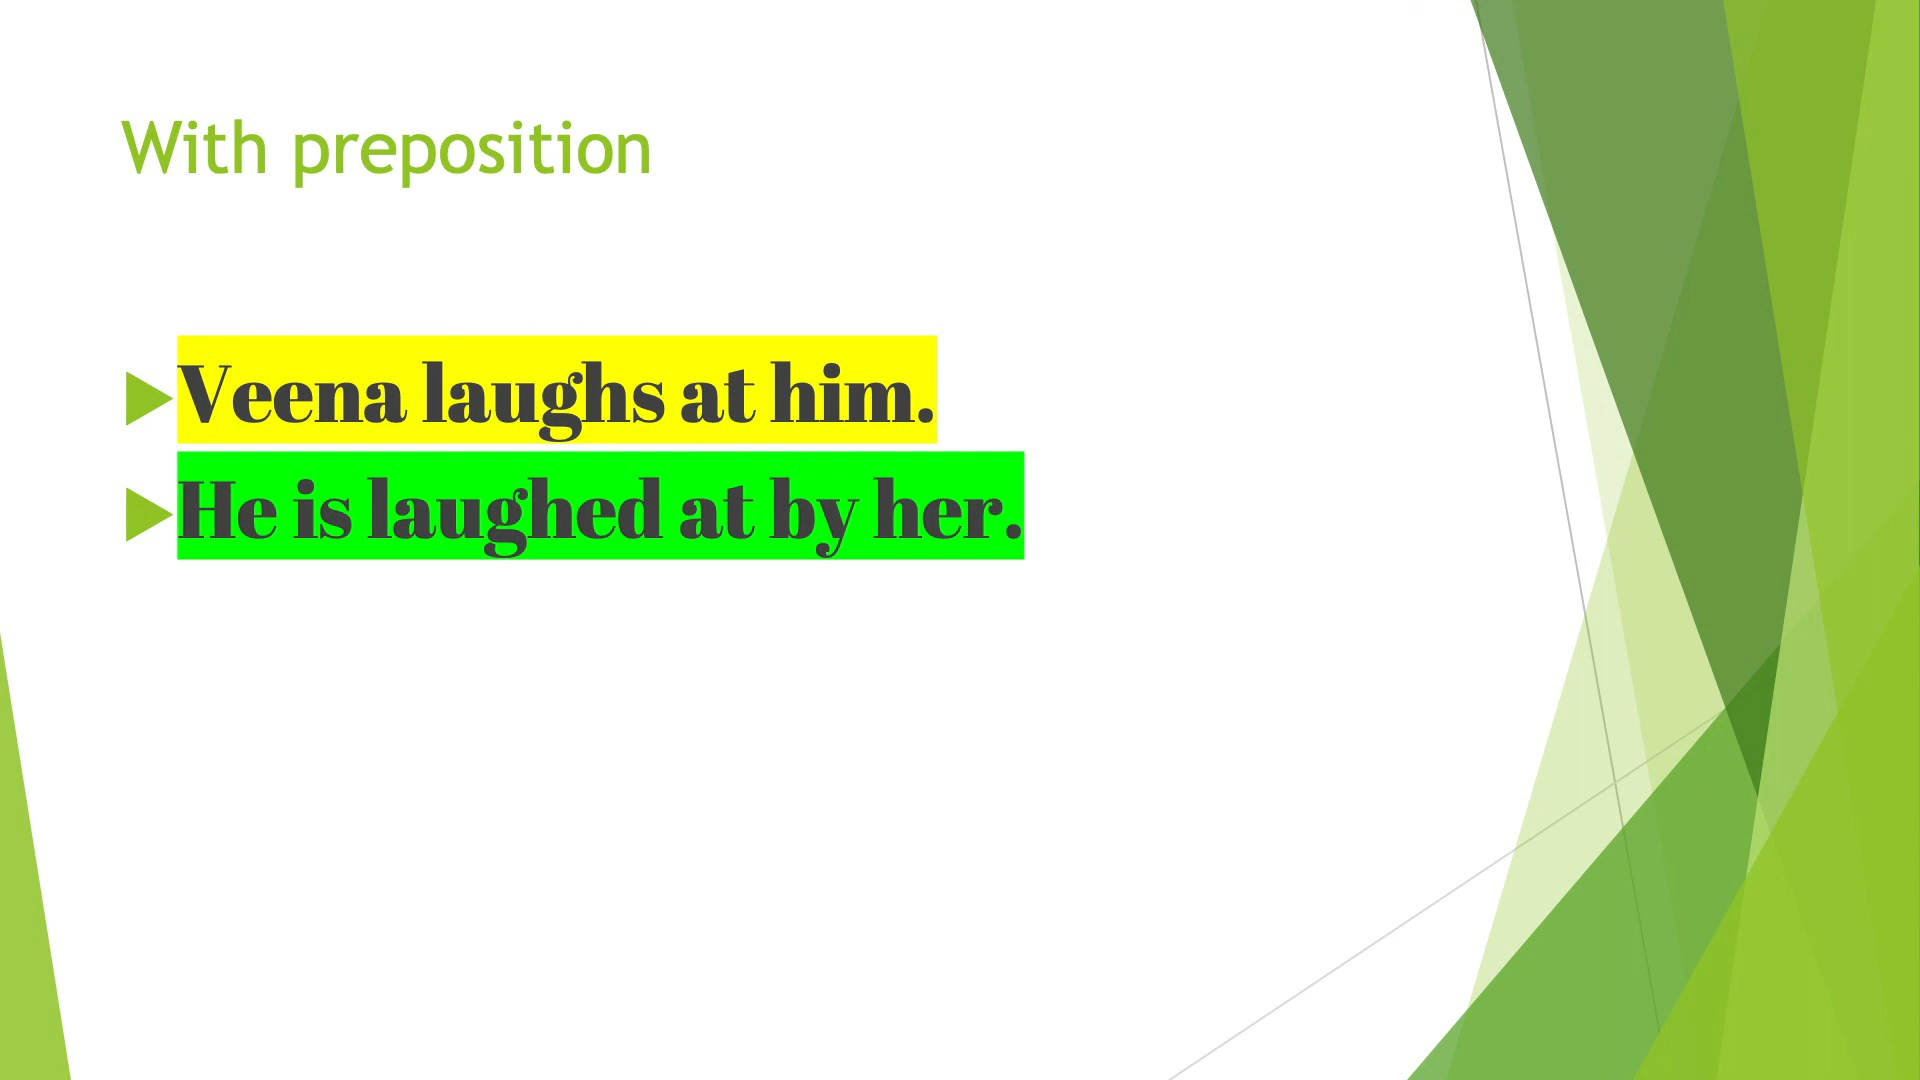 With preposition
Veena laughs at him.
He is laughed at by her.